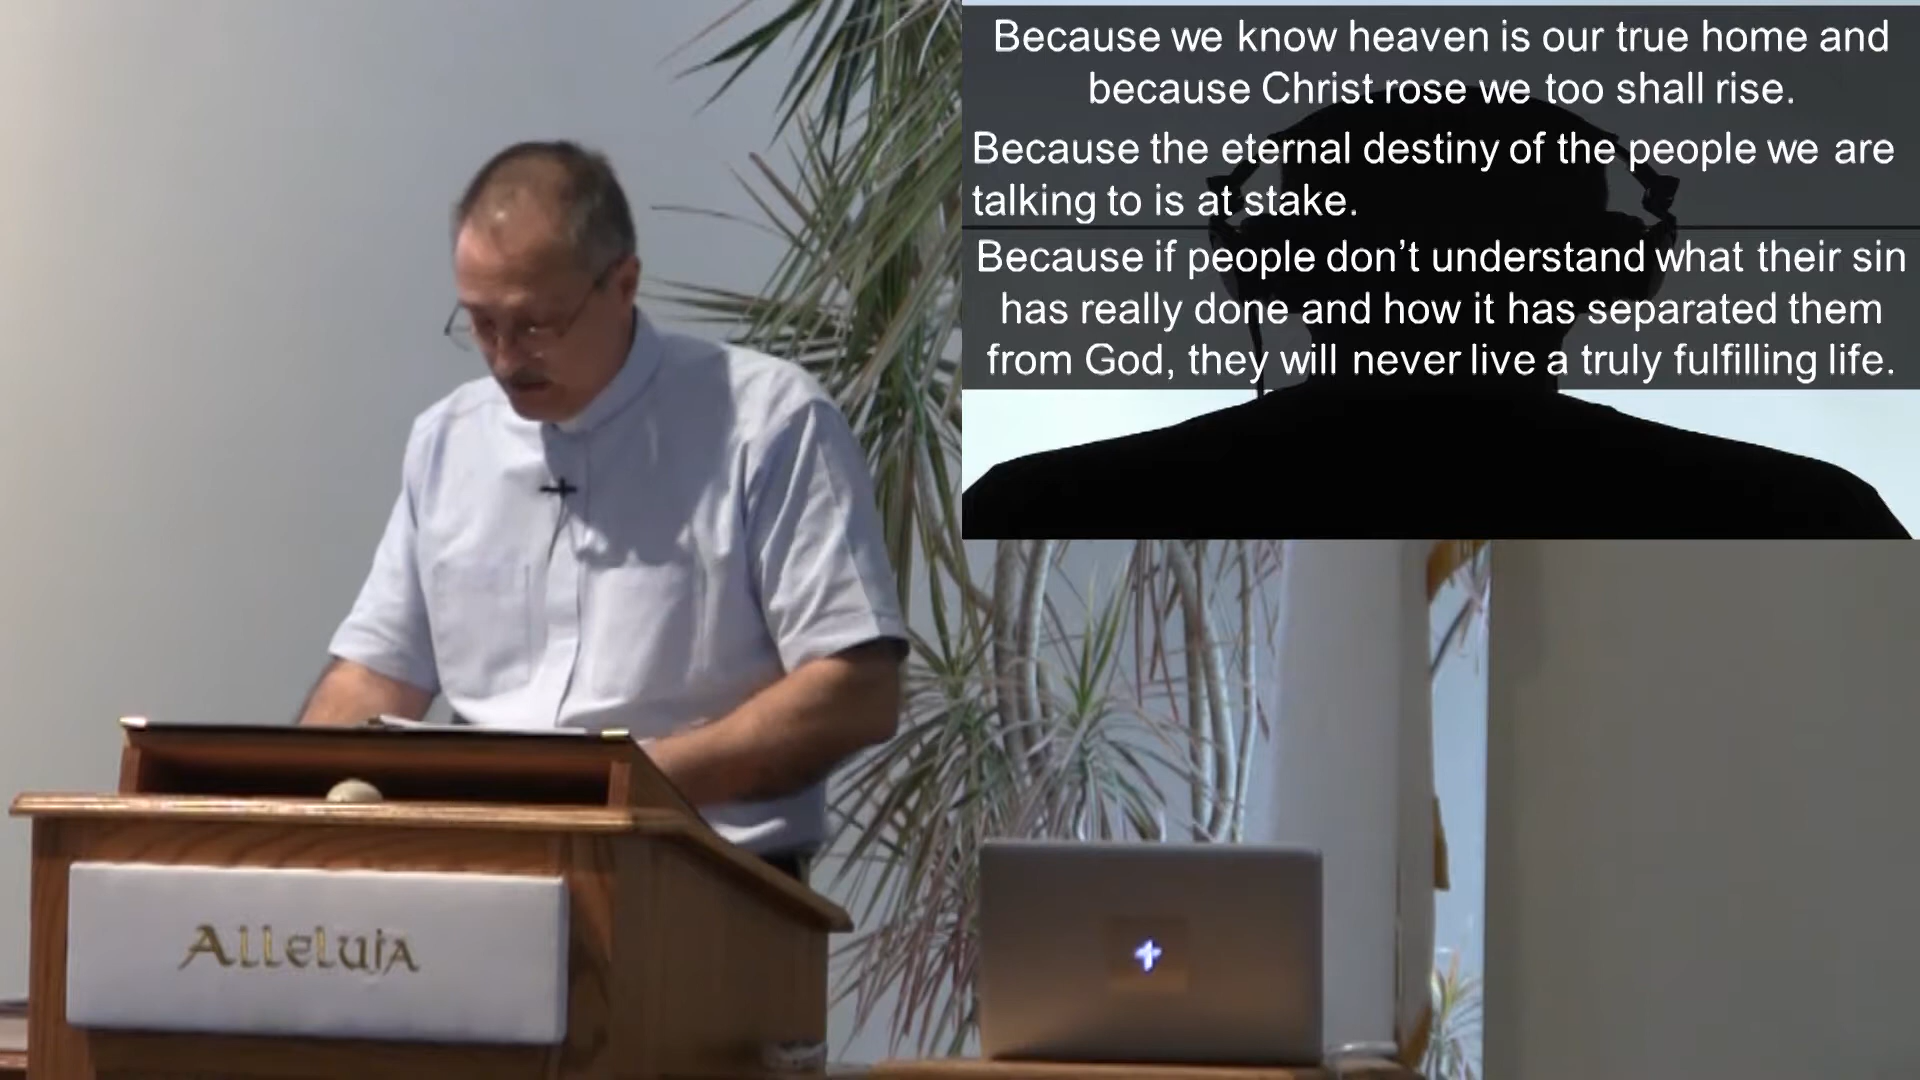 Because we know heaven is our true home and
because Christ rose we too shall rise.
Because the eternal destiny of the people we are
talking to is at stake.
Because if people don’t understand what their sin
has really done and how it has separated them
from God, they will never live a truly fulfilling life.
Alleluia